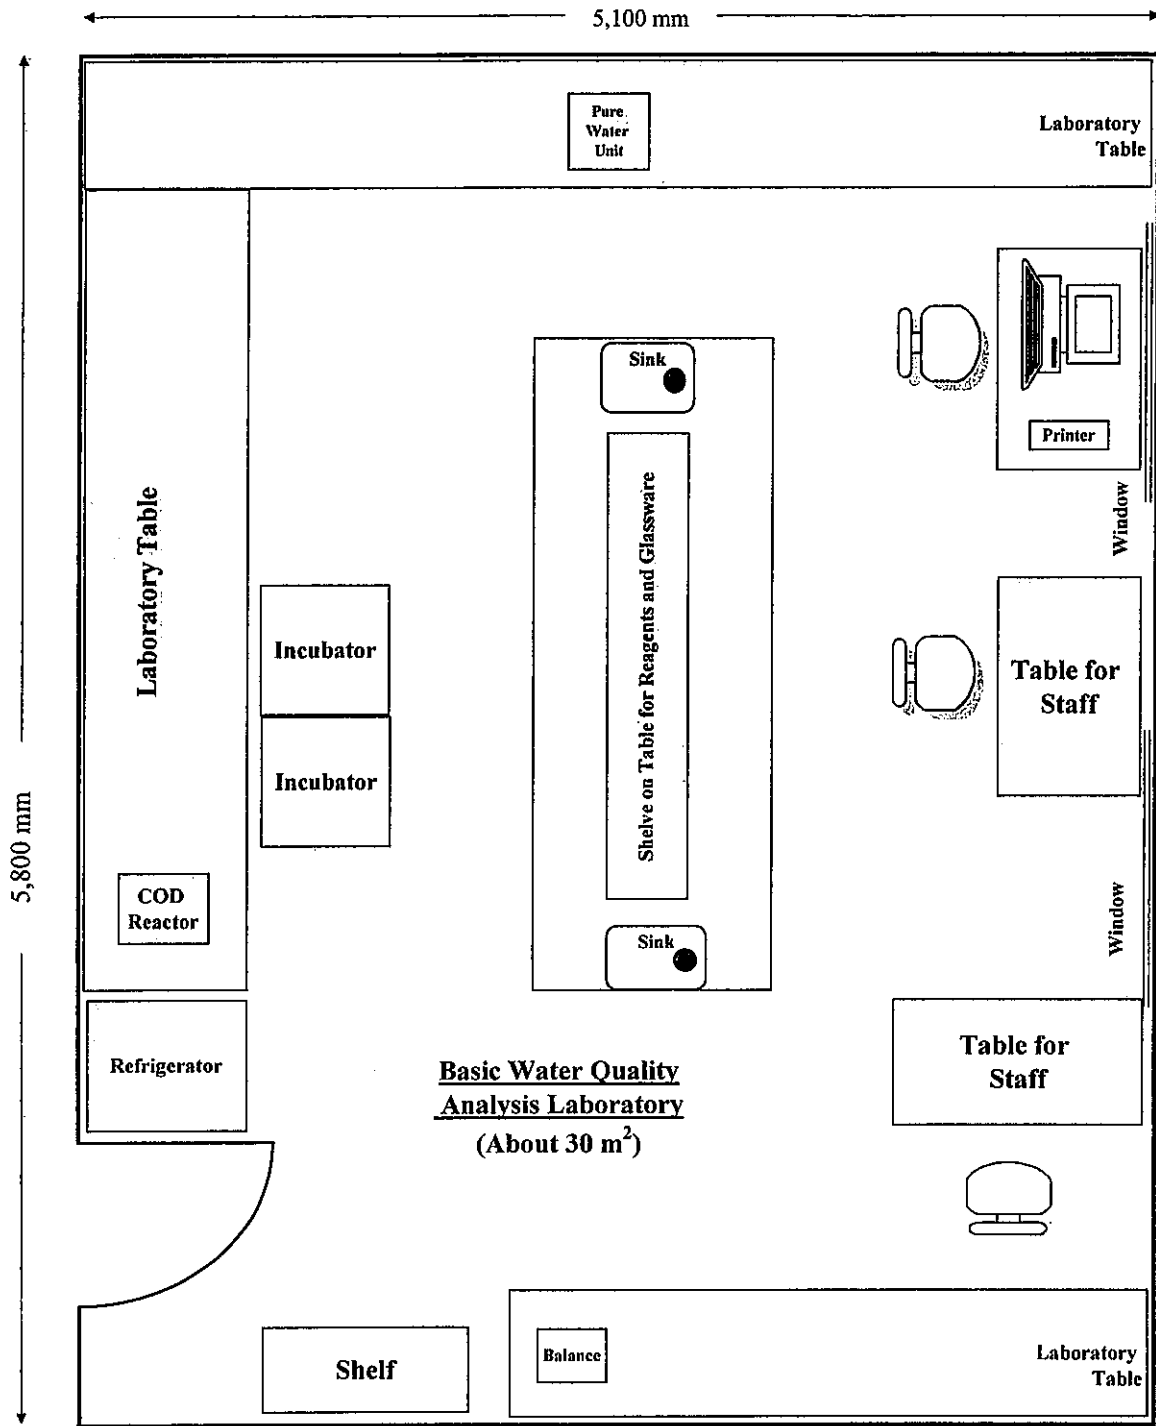 5,100 mm
Pure
Water
Unit
Laboratory
Table
Sink
Printer
Window
Laboratory Table
Shelve on Table for Reagents and Glassware
Incubator
Table for
Staff
Incubator
5,800 mm
COD
Reactor
Window
Sink
Refrigerator
Basic Water Quality
Analysis Laboratory
(About 30 m²)
Table for
Staff
Shelf
Balance
Laboratory
Table